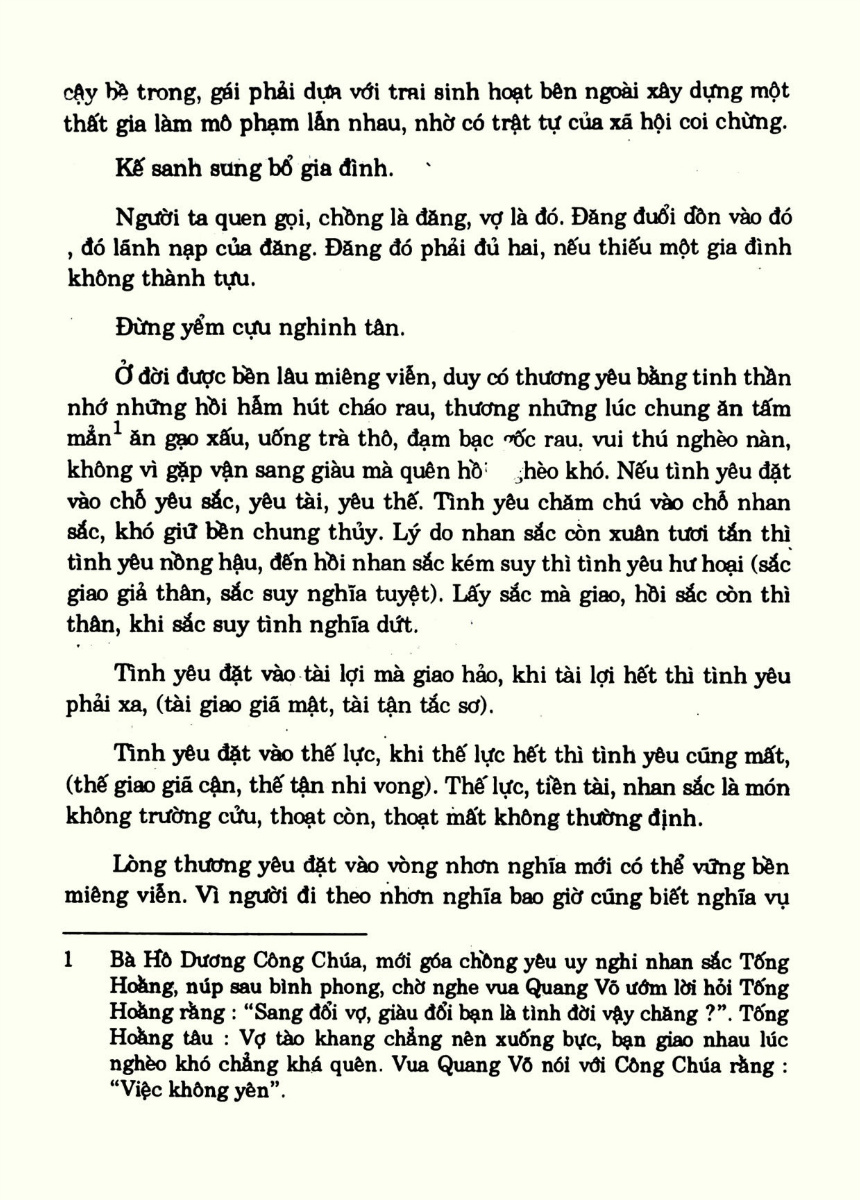 cậy bề trong, gái phải dựa với trai sinh hoạt bên ngoài xây dựng một
thất gia làm mô phạm lẫn nhau, nhờ có trật tự của xã hội coi chừng.
Kế sanh sung bổ gia đình.
Người ta quen gọi, chồng là đăng, vợ là đó. Đăng đuổi dồn vào đó
, đó lãnh nạp của đăng. Đăng đó phải đủ hai, nếu thiếu một gia đình
không thành tựu.
Đừng yểm cựu nghinh tân.
Ở đời được bền lâu miêng viễn, duy có thương yêu bằng tinh thần
nhớ những hồi hẩm hút cháo rau, thương những lúc chung ăn tấm
mẳn1 ăn gạo xấu, uống trà thô, đạm bạc rau, vui thú nghèo nàn,
không vì gặp vận sang giàu mà quên khó. Nếu tình yêu đặt
vào chỗ yêu sắc, yêu tài, yêu thế. Tình yêu chăm chú vào chỗ nhan
sắc, khó giữ bền chung thủy. Lý do nhan sắc còn xuân tươi tắn thì
tình yêu nồng hậu, đến hồi nhan sắc kém suy thì tình yêu hư hoại (sắc
giao giả thân, sắc suy nghĩa tuyệt). Lấy sắc mà giao, hồi sắc còn thì
thân, khi sắc suy tình nghĩa dứt.
Tình yêu đặt vào tài lợi mà giao hảo, khi tài lợi hết thì tình yêu
phải xa, (tài giao giã mật, tài tận tắc sơ).
Tình yêu đặt vào thế lực, khi thế lực hết thì tình yêu cũng mất,
(thế giao giã cận, thế tận nhi vong). Thế lực, tiền tài, nhan sắc là món
không trường cửu, thoạt còn, thoạt mất không thường định.
Lòng thương yêu đặt vào vòng nhơn nghĩa mới có thể vững bền
miêng viễn. Vì người đi theo nhơn nghĩa bao giờ cũng biết nghĩa vụ
1 Bà Hồ Dương Công Chúa, mới góa chồng yêu uy nghi nhan sắc Tống
Hoằng, núp sau bình phong, chờ nghe vua Quang Võ ướm lời hỏi Tống
Hoằng rằng : “Sang đổi vợ, giàu đổi bạn là tình đời vậy chăng ?”. Tống
Hoằng tâu : Vợ tào khang chẳng nên xuống bực, bạn giao nhau lúc
nghèo khó chẳng khá quên. Vua Quang Võ nói với Công Chúa rằng :
“Việc không yên”.